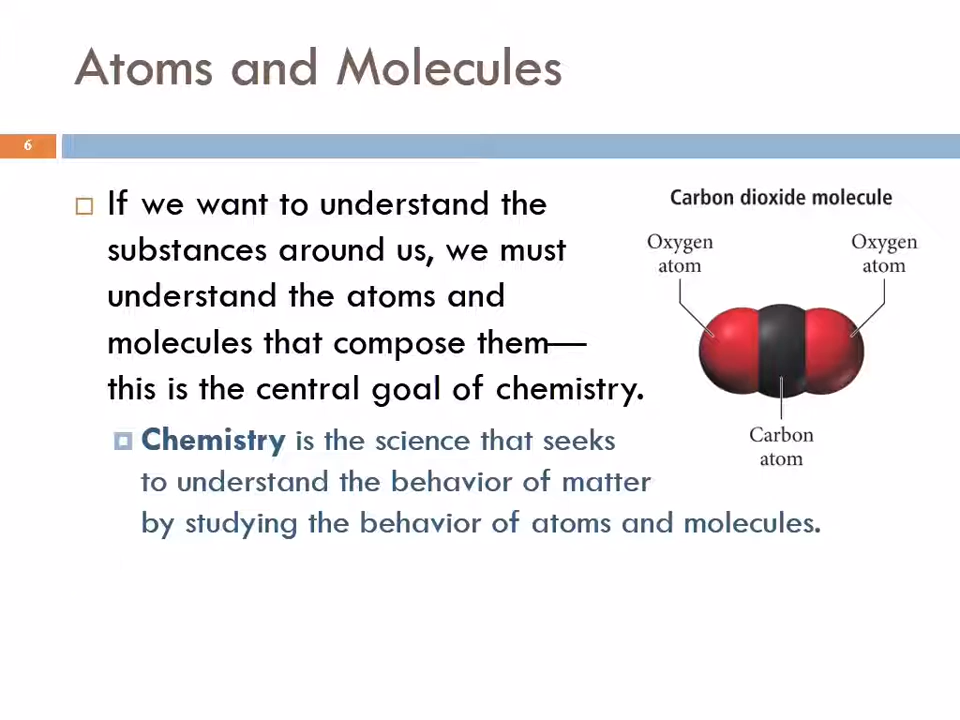 Atoms and Molecules
6
If we want to understand the
substances around us, we must
understand the atoms and
molecules that compose them—
this is the central goal of chemistry.
Chemistry is the science that seeks
to understand the behavior of matter
by studying the behavior of atoms and molecules.
Carbon dioxide molecule
Oxygen
atom
Oxygen
atom
Carbon
atom